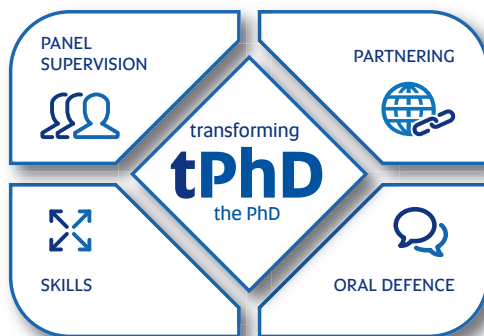 PANEL
SUPERVISION
PARTNERING
transforming
tPhD
the PhD
SKILLS
ORAL DEFENCE